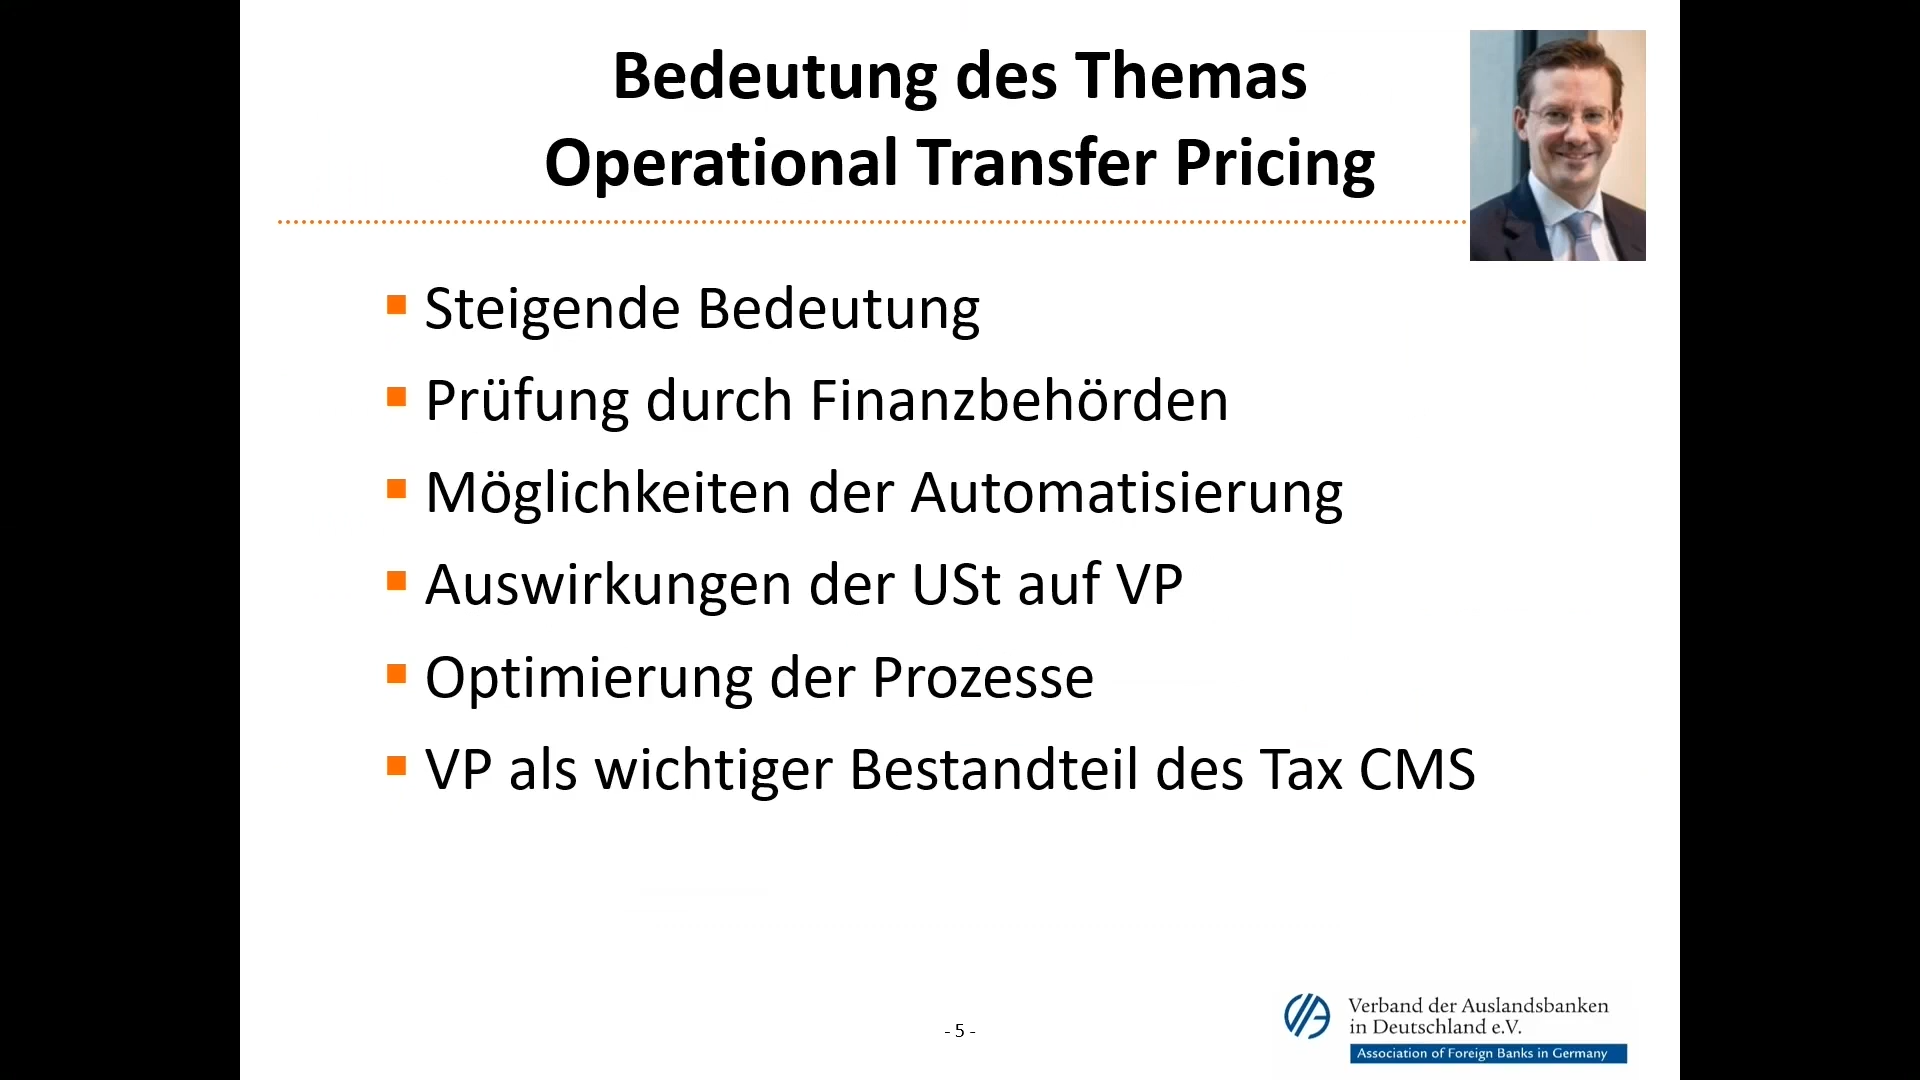 Bedeutung des Themas
Operational Transfer Pricing
Steigende Bedeutung
Prüfung durch Finanzbehörden
Möglichkeiten der Automatisierung
Auswirkungen der USt auf VP
Optimierung der Prozesse
VP als wichtiger Bestandteil des Tax CMS
- 5 -
Verband der Auslandsbanken
in Deutschland e.V.
Association of Foreign Banks in Germany